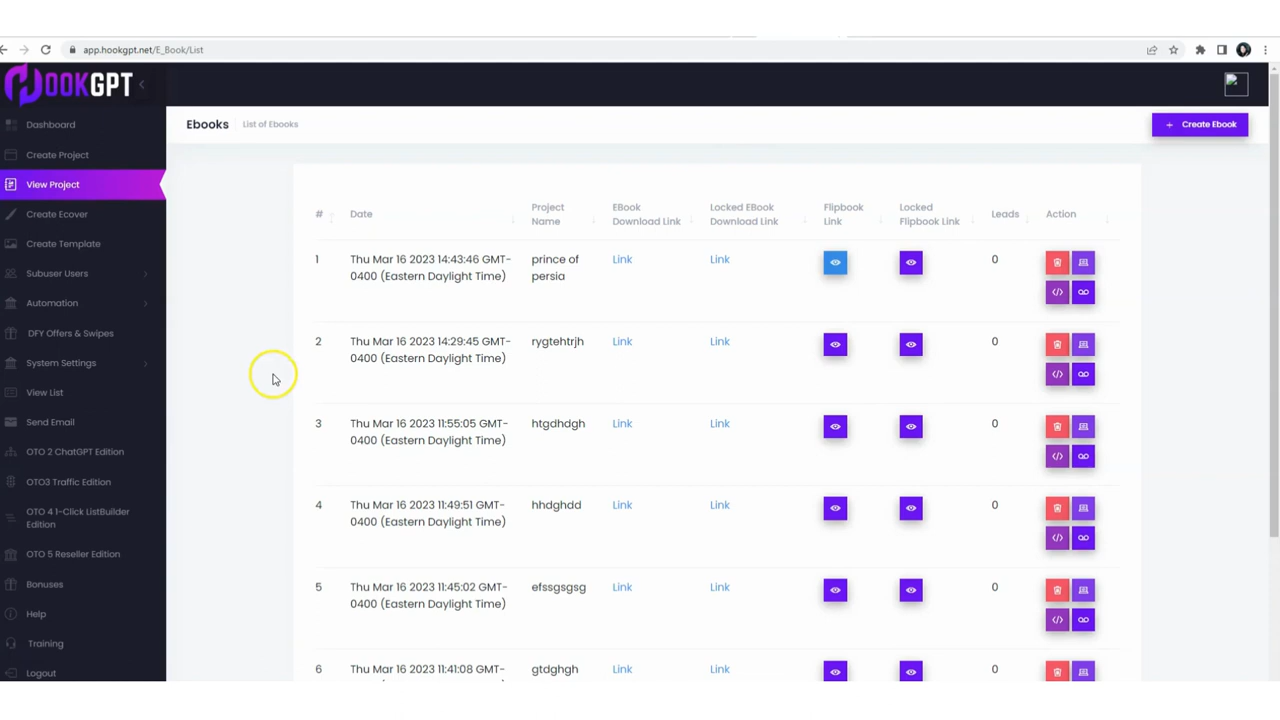 app.hookgpt.net/E_Book/List
HOOKGPT
Dashboard
Create Project
View Project
Create Ecover
Create Template
Subuser Users
Automation
DFY Offers & Swipes
System Settings
View List
Send Email
OTO 2 ChatGPT Edition
OTO3 Traffic Edition
OTO 4 1-Click ListBuilder
Edition
OTO 5 Reseller Edition
Bonuses
Help
Training
Logout
Ebooks List of Ebooks
+ Create Ebook
# Date Project Name EBook Download Link Locked EBook Download Link Flipbook Link Locked Flipbook Link Leads Action
1 Thu Mar 16 2023 14:43:46 GMT- prince of Link Link 0
0400 (Eastern Daylight Time) persia
2 Thu Mar 16 2023 14:29:45 GMT- rygtehtrjh Link Link 0
0400 (Eastern Daylight Time)
3 Thu Mar 16 2023 11:55:05 GMT- htgdhdgh Link Link 0
0400 (Eastern Daylight Time)
4 Thu Mar 16 2023 11:49:51 GMT- hhdghdd Link Link 0
0400 (Eastern Daylight Time)
5 Thu Mar 16 2023 11:45:02 GMT- efssgsgsg Link Link 0
0400 (Eastern Daylight Time)
6 Thu Mar 16 2023 11:41:08 GMT- gtdghgh Link Link 0